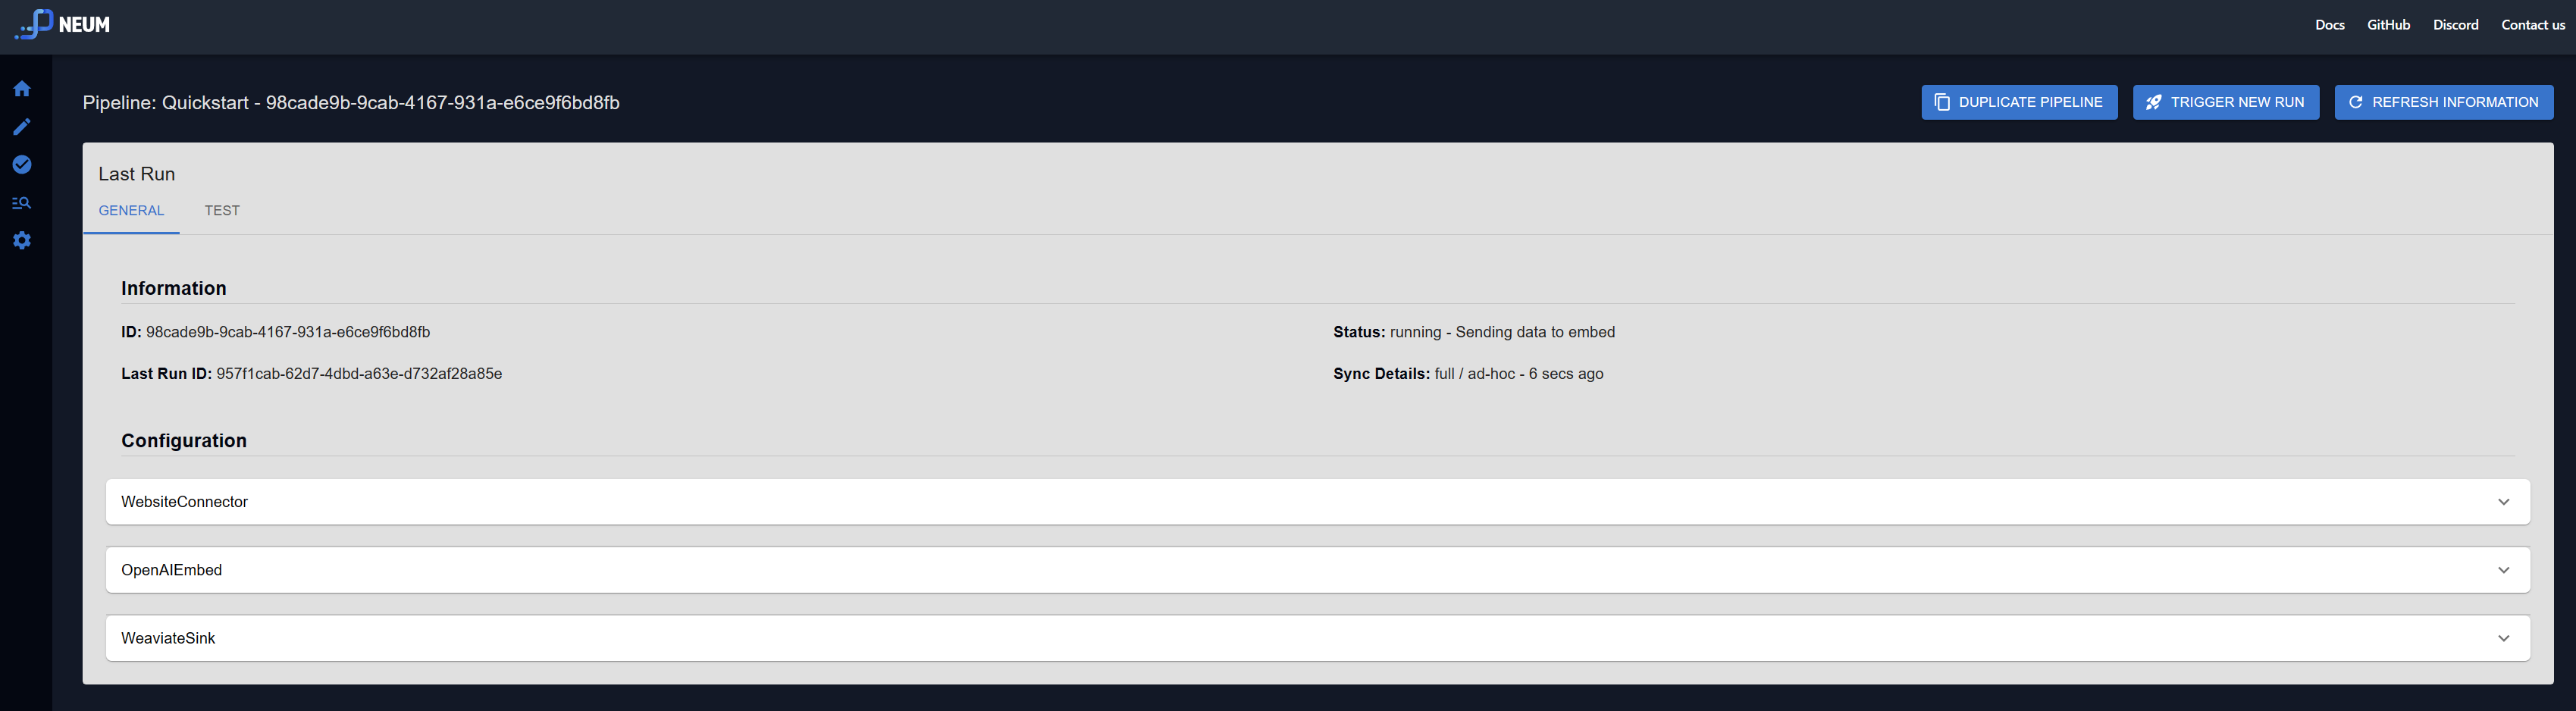 NEUM
Docs GitHub Discord Contact us
Pipeline: Quickstart - 98cade9b-9cab-4167-931a-e6ce9f6bd8fb
DUPLICATE PIPELINE TRIGGER NEW RUN REFRESH INFORMATION
Last Run
GENERAL TEST
Information
ID: 98cade9b-9cab-4167-931a-e6ce9f6bd8fb
Status: running - Sending data to embed
Last Run ID: 957f1cab-62d7-4dbd-a63e-d732af28a85e
Sync Details: full / ad-hoc - 6 secs ago
Configuration
WebsiteConnector
OpenAIEmbed
WeaviateSink